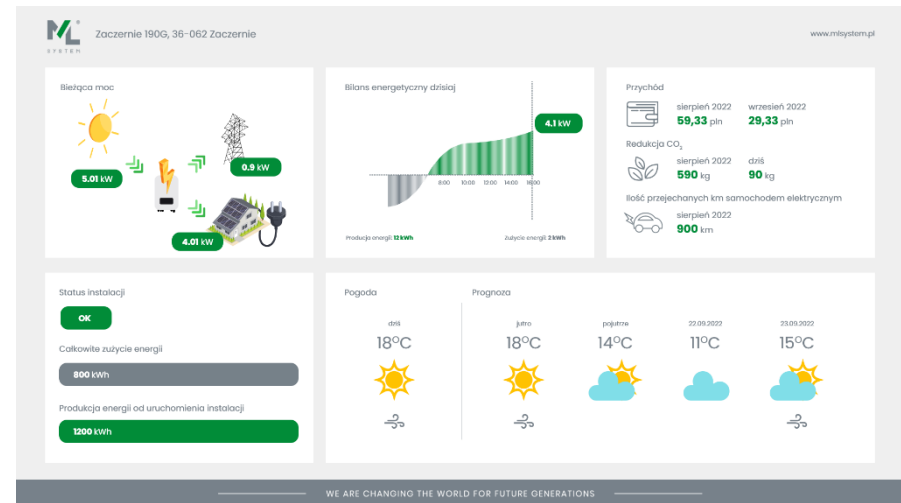 ML
SYSTEM
Zaczernie 190G, 36-062 Zaczernie
www.mlsystem.pl
Bieżąca moc
5.01 kW
0.9 kW
4.01 kW
Bilans energetyczny dzisiaj
4.1 kW
8:00 10:00 12:00 14:00 16:00
Produkcja energii: 12 kWh
Zużycie energii: 2 kWh
Przychód
sierpień 2022 wrzesień 2022
59,33 pln 29,33 pln
Redukcja CO₂
sierpień 2022 dziś
590 kg 90 kg
Ilość przejechanych km samochodem elektrycznym
sierpień 2022
900 km
Status instalacji
OK
Całkowite zużycie energii
800 kWh
Produkcja energii od uruchomienia instalacji
1200 kWh
Pogoda
Prognoza
dziś jutro pojutrze 22.09.2022 23.09.2022
18°C 18°C 14°C 11°C 15°C
WE ARE CHANGING THE WORLD FOR FUTURE GENERATIONS